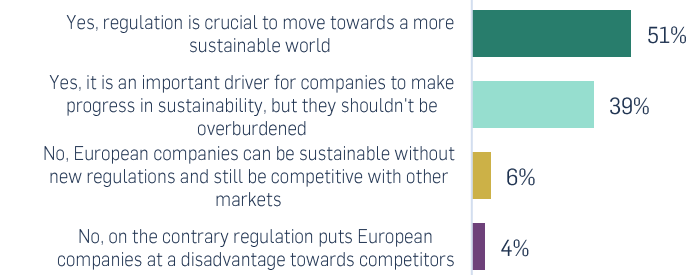 Yes, regulation is crucial to move towards a more
sustainable world
51%
Yes, it is an important driver for companies to make
progress in sustainability, but they shouldn't be
overburdened
39%
No, European companies can be sustainable without
new regulations and still be competitive with other
markets
6%
No, on the contrary regulation puts European
companies at a disadvantage towards competitors
4%